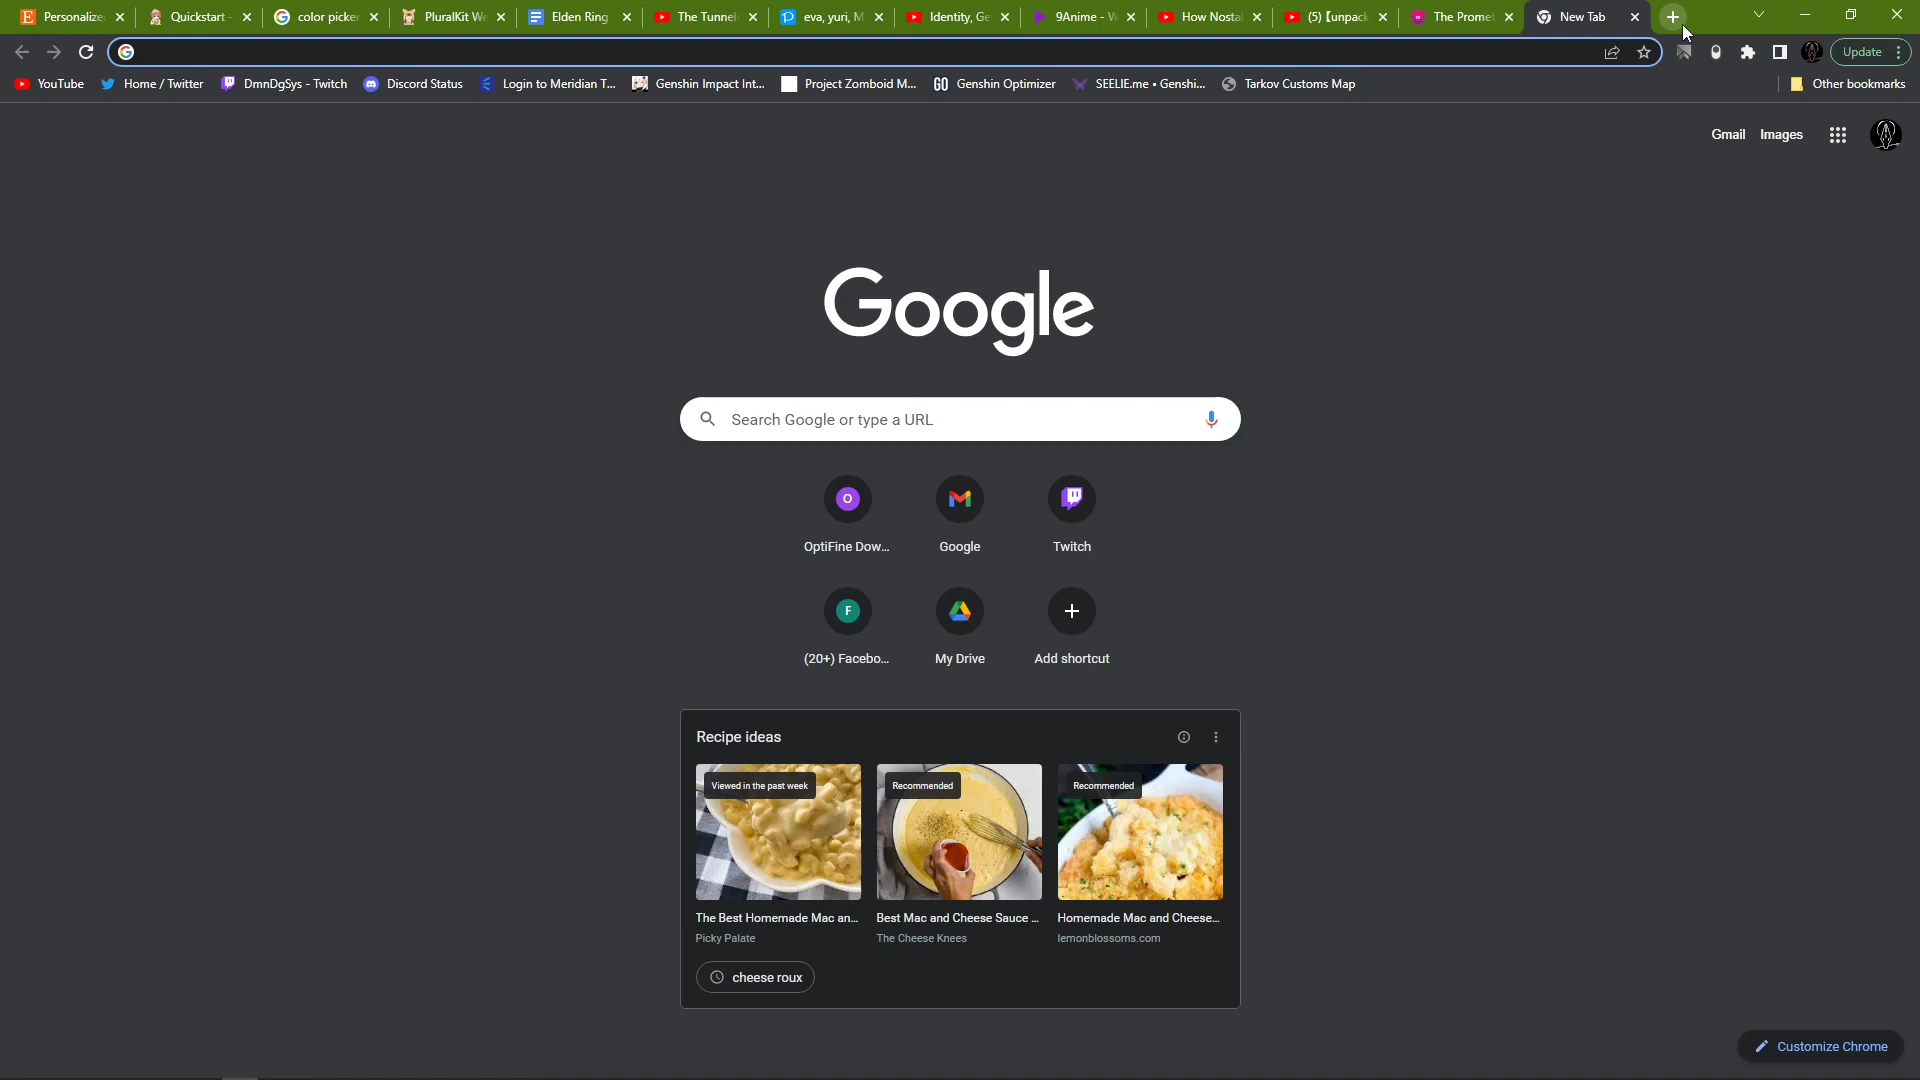 Personalize Quickstart - color picker PluralKit We Elden Ring The Tunnel eva, yuri, M Identity, Ge 9Anime - W How Nostal (5)【unpack The Promet New Tab
Update
YouTube Home / Twitter DmnDgSys - Twitch Discord Status Login to Meridian T... Genshin Impact Int... Project Zomboid M... GO Genshin Optimizer SEELIE.me • Genshi... Tarkov Customs Map Other bookmarks
Gmail Images
Google
Search Google or type a URL
O
OptiFine Dow... Google Twitch
F
(20+) Facebo... My Drive Add shortcut
Recipe ideas
Viewed in the past week Recommended Recommended
The Best Homemade Mac an... Best Mac and Cheese Sauce ... Homemade Mac and Cheese...
Picky Palate The Cheese Knees lemonblossoms.com
cheese roux
Customize Chrome